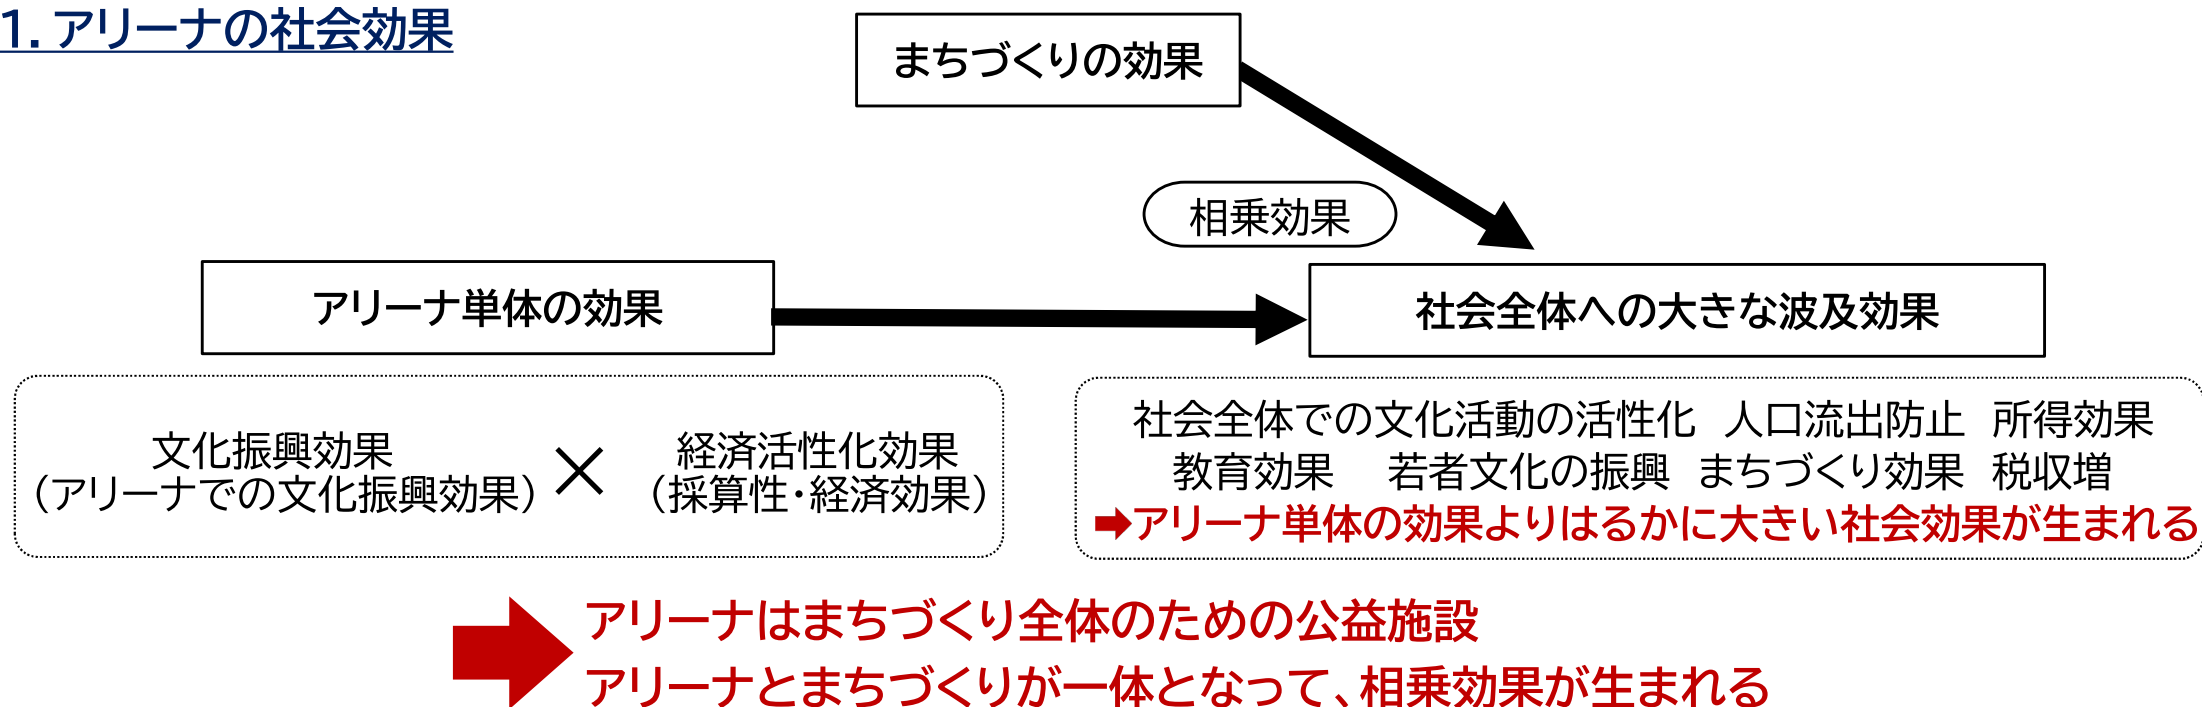 1. アリーナの社会効果
まちづくりの効果
相乗効果
アリーナ単体の効果
社会全体への大きな波及効果
文化振興効果
（アリーナでの文化振興効果）
×
経済活性化効果
（採算性・経済効果）
社会全体での文化活動の活性化 人口流出防止 所得効果
教育効果 若者文化の振興 まちづくり効果 税収増
アリーナ単体の効果よりはるかに大きい社会効果が生まれる
アリーナはまちづくり全体のための公益施設
アリーナとまちづくりが一体となって、相乗効果が生まれる